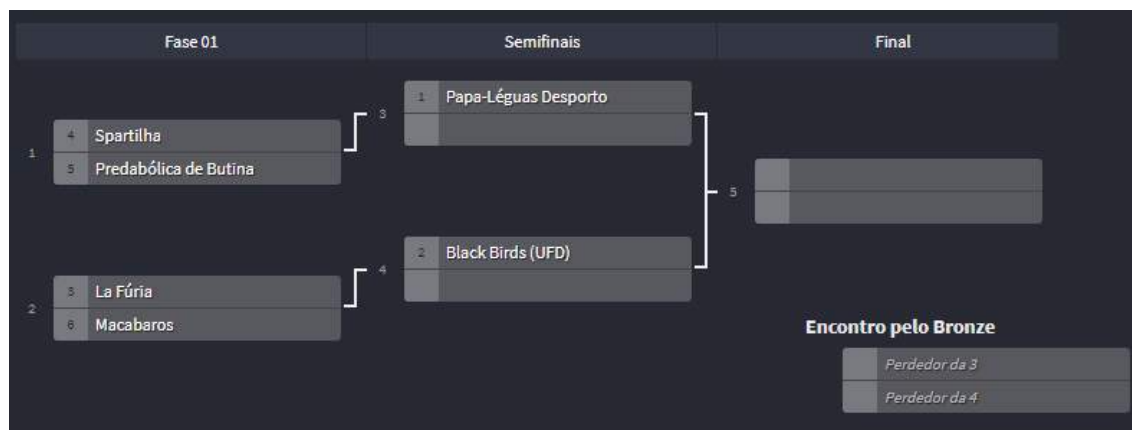 Fase 01
Semifinais
Final
1
4 Spartilha
5 Predabólica de Butina
2
3 La Fúria
6 Macabaros
3
1 Papa-Léguas Desporto
4
2 Black Birds (UFD)
5
Encontro pelo Bronze
Perdedor da 3
Perdedor da 4